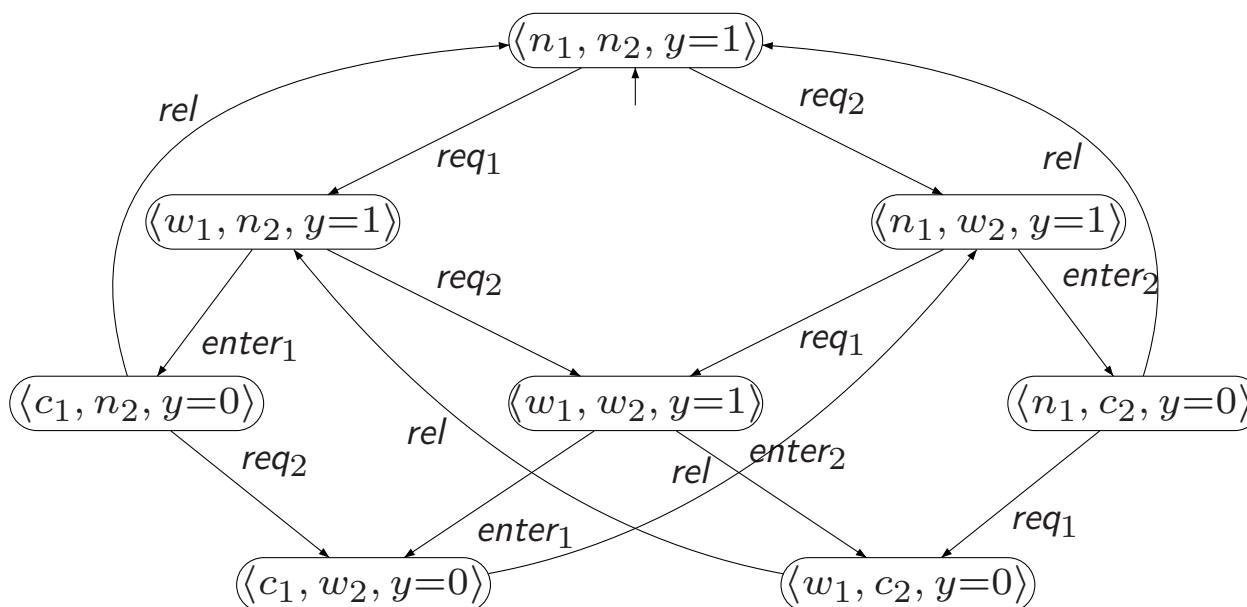 ⟨n₁, n₂, y=1⟩
rel
req₂
req₁
rel
⟨w₁, n₂, y=1⟩
⟨n₁, w₂, y=1⟩
req₂
enter₂
enter₁
req₁
⟨c₁, n₂, y=0⟩
⟨w₁, w₂, y=1⟩
⟨n₁, c₂, y=0⟩
req₂
rel
rel
enter₂
enter₁
req₁
⟨c₁, w₂, y=0⟩
⟨w₁, c₂, y=0⟩